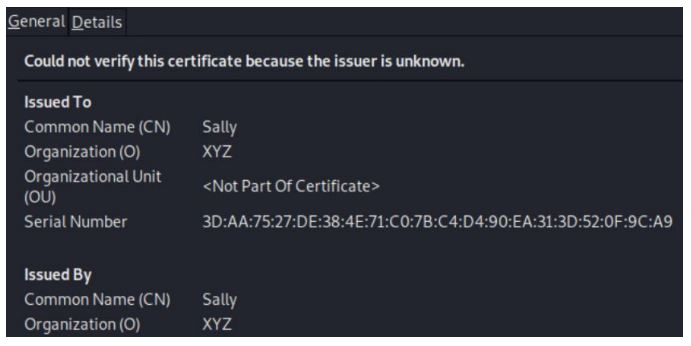 General Details
Could not verify this certificate because the issuer is unknown.
Issued To
Common Name (CN) Sally
Organization (O) XYZ
Organizational Unit (OU) <Not Part Of Certificate>
Serial Number 3D:AA:75:27:DE:38:4E:71:C0:7B:C4:D4:90:EA:31:3D:52:0F:9C:A9
Issued By
Common Name (CN) Sally
Organization (O) XYZ